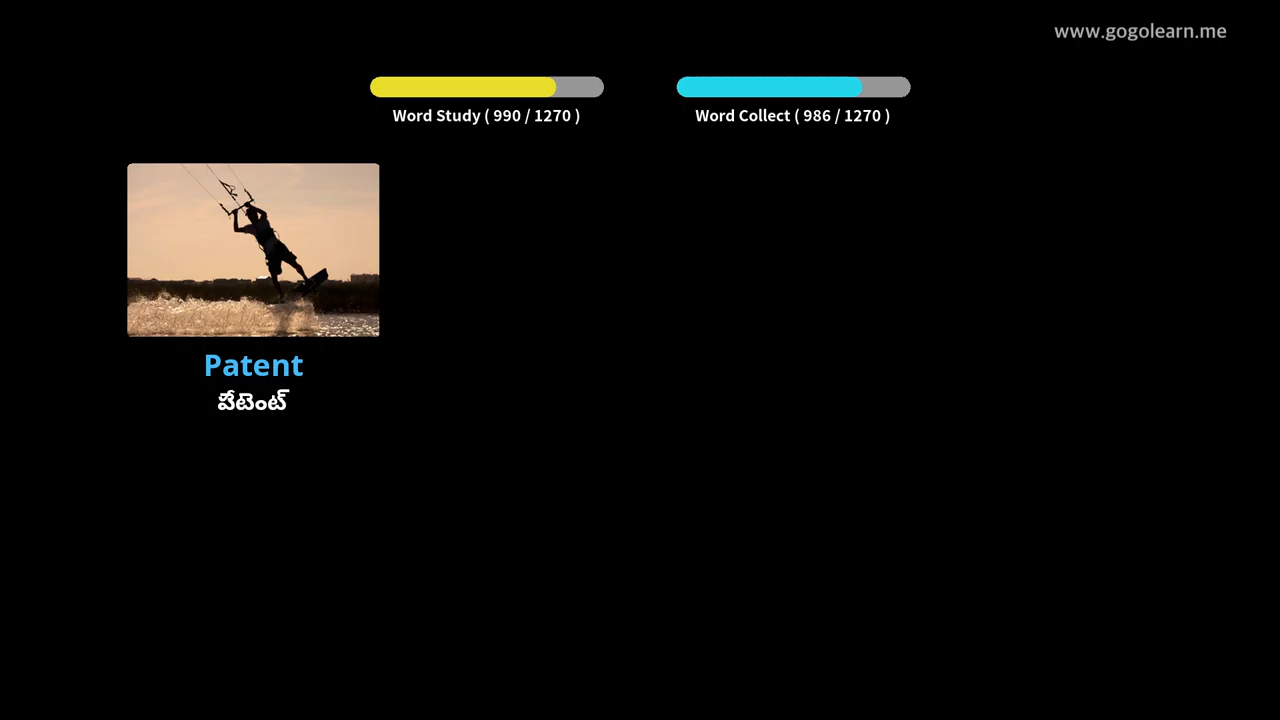 www.gogolearn.me
Word Study ( 990 / 1270 )
Word Collect ( 986 / 1270 )
Patent
పేటెంట్